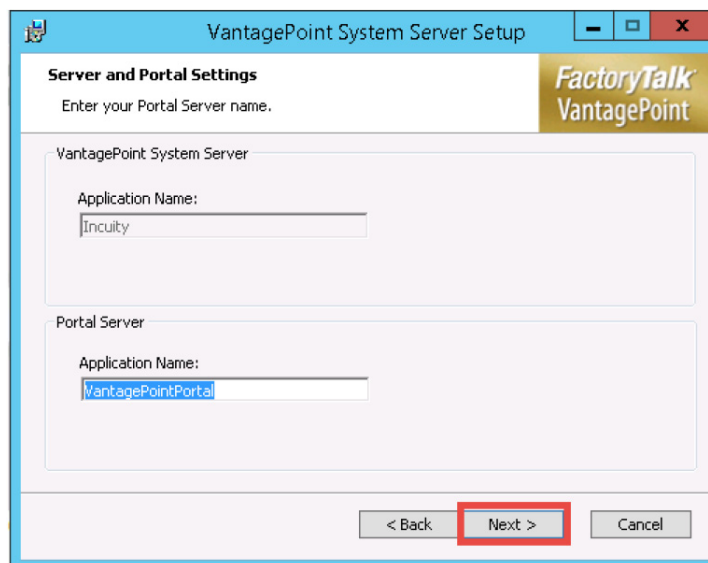 VantagePoint System Server Setup
Server and Portal Settings
Enter your Portal Server name.
FactoryTalk
VantagePoint
VantagePoint System Server
Application Name:
Incuity
Portal Server
Application Name:
VantagePointPortal
< Back
Next >
Cancel